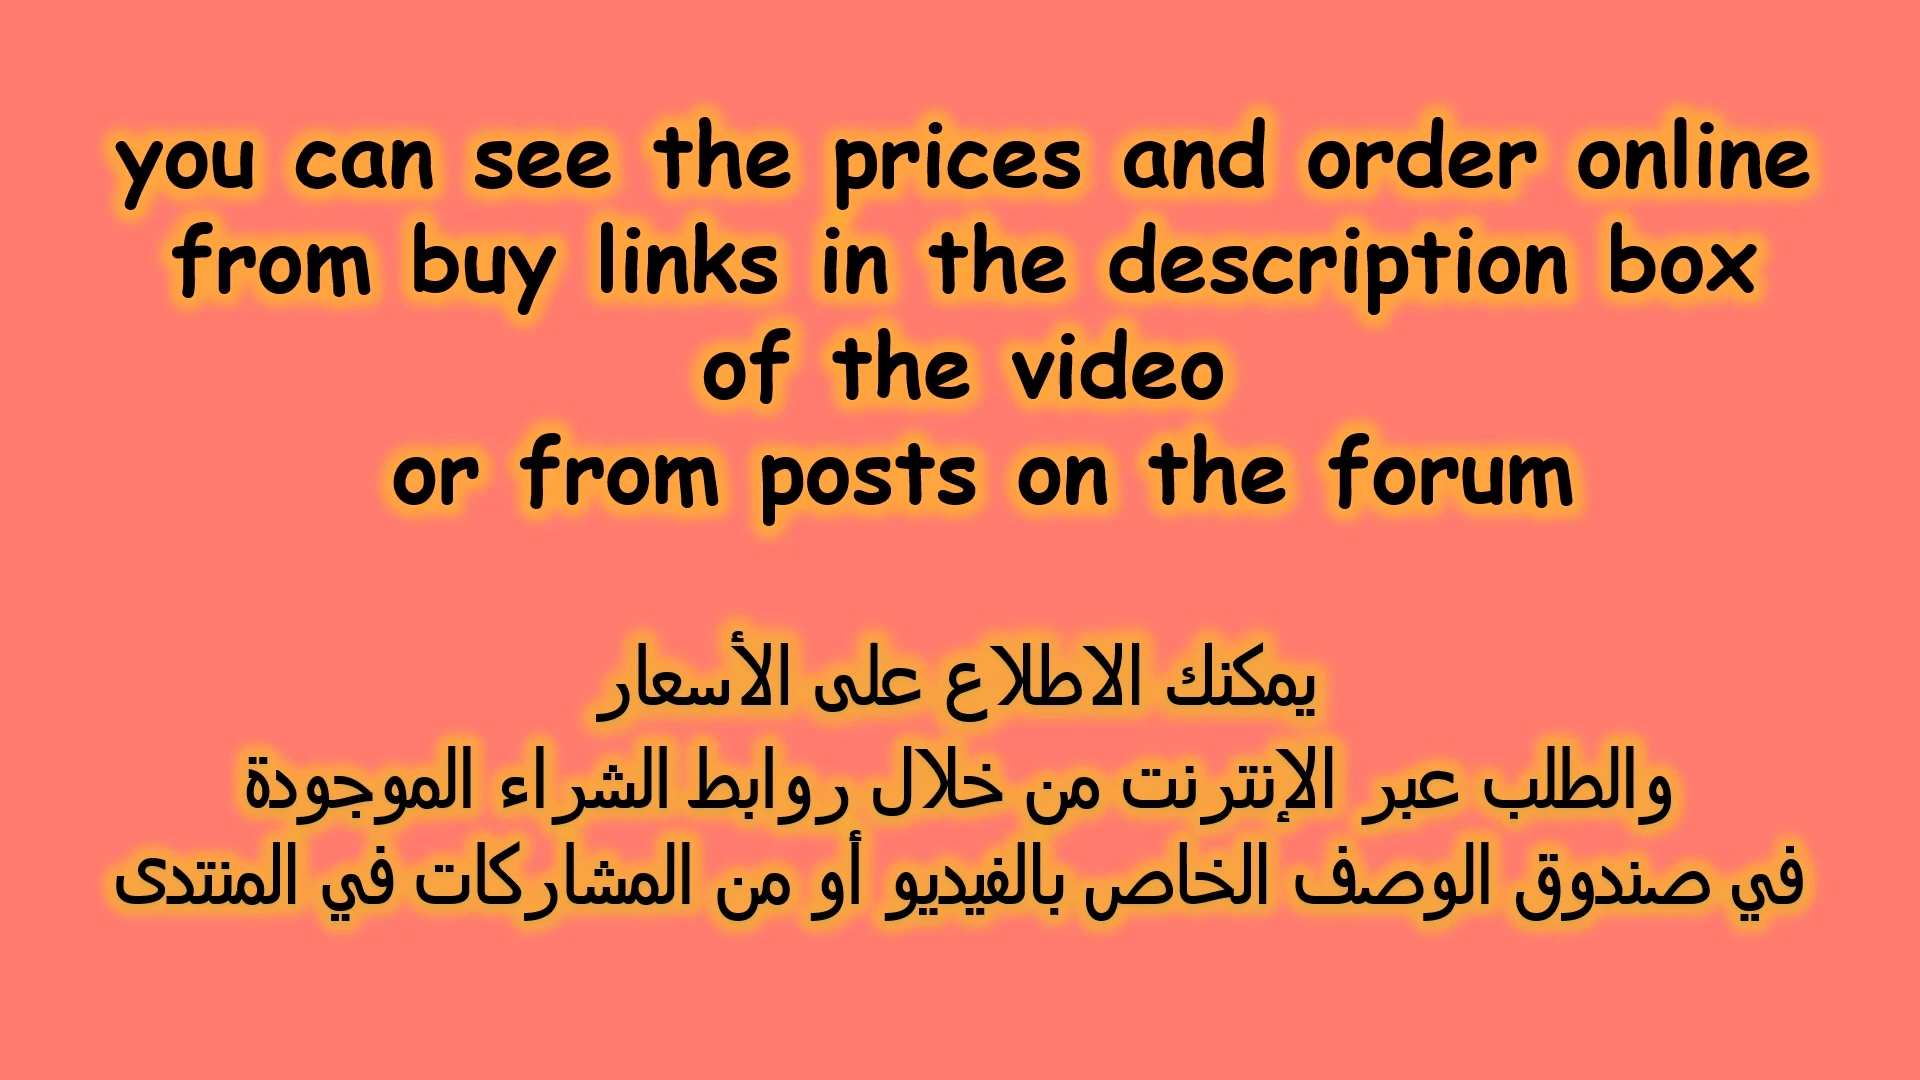 you can see the prices and order online
from buy links in the description box
of the video
or from posts on the forum
يمكنك الاطلاع على الأسعار
والطلب عبر الإنترنت من خلال روابط الشراء الموجودة
في صندوق الوصف الخاص بالفيديو أو من المشاركات في المنتدى